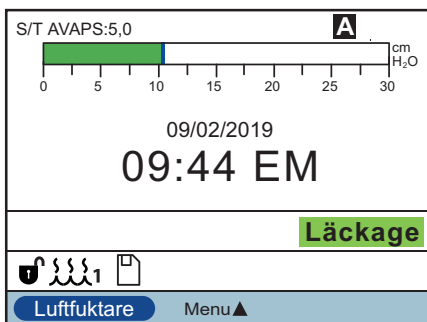 S/T AVAPS:5,0 A
cm
H₂O
0 5 10 15 20 25 30
09/02/2019
09:44 EM
Läckage
1
Luftfuktare Menu▲